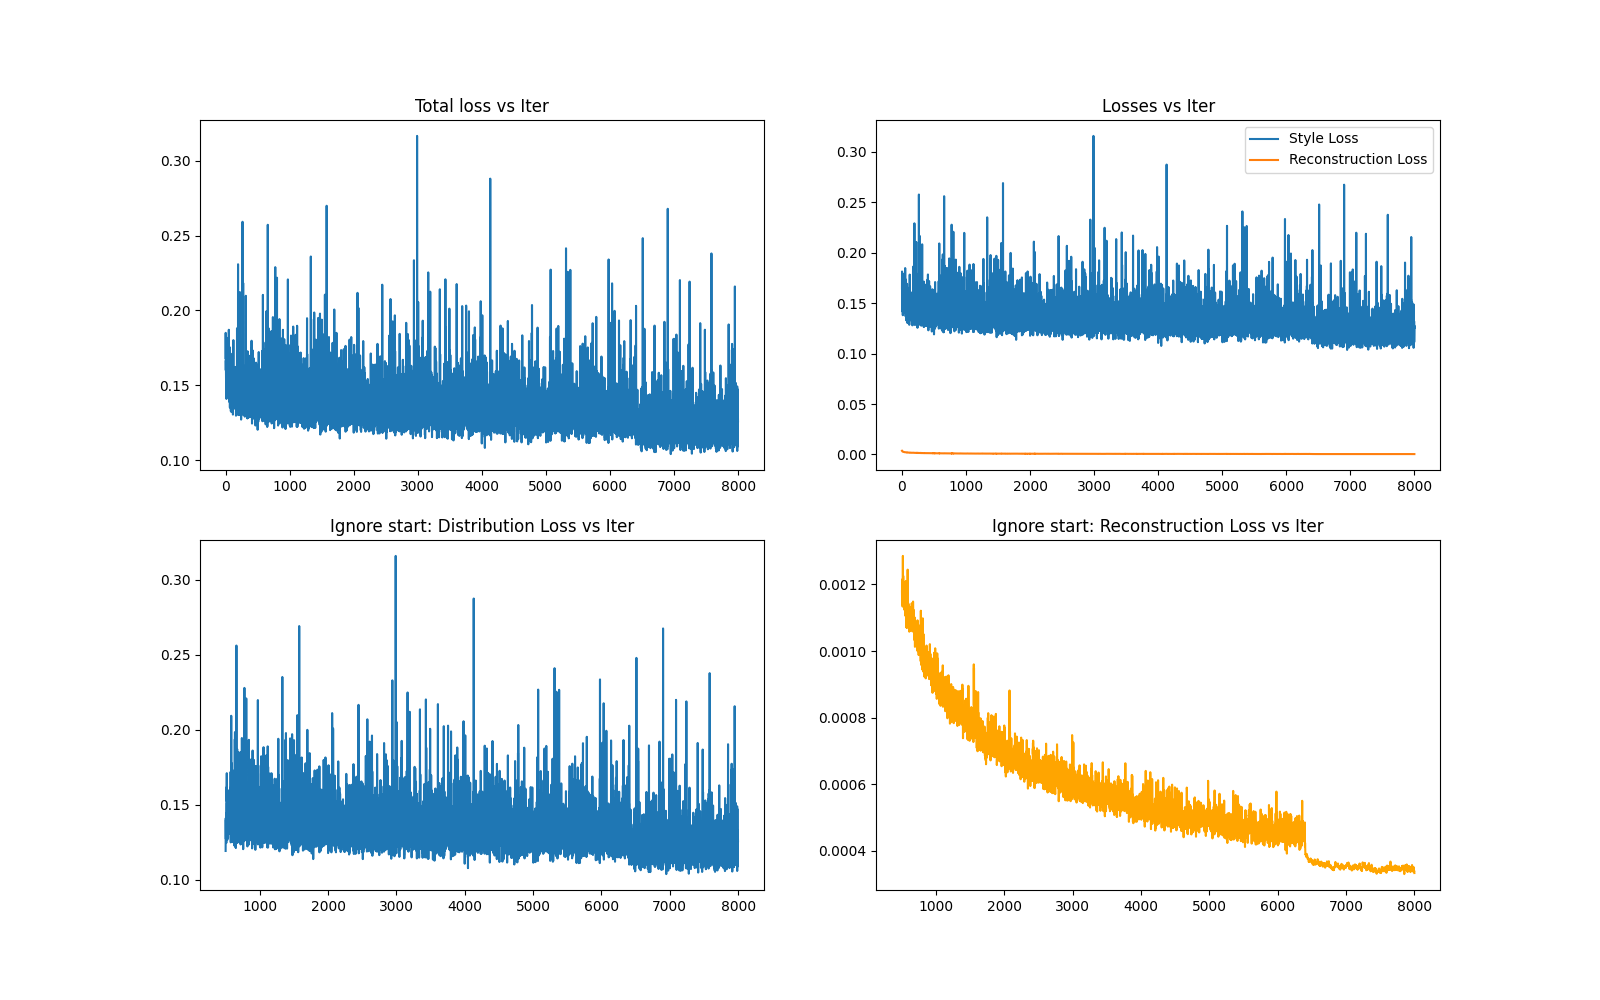 Total loss vs Iter
0.30
0.25
0.20
0.15
0.10
0 1000 2000 3000 4000 5000 6000 7000 8000
Losses vs Iter
Style Loss
Reconstruction Loss
0.30
0.25
0.20
0.15
0.10
0.05
0.00
0 1000 2000 3000 4000 5000 6000 7000 8000
Ignore start: Distribution Loss vs Iter
0.30
0.25
0.20
0.15
0.10
1000 2000 3000 4000 5000 6000 7000 8000
Ignore start: Reconstruction Loss vs Iter
0.0012
0.0010
0.0008
0.0006
0.0004
1000 2000 3000 4000 5000 6000 7000 8000